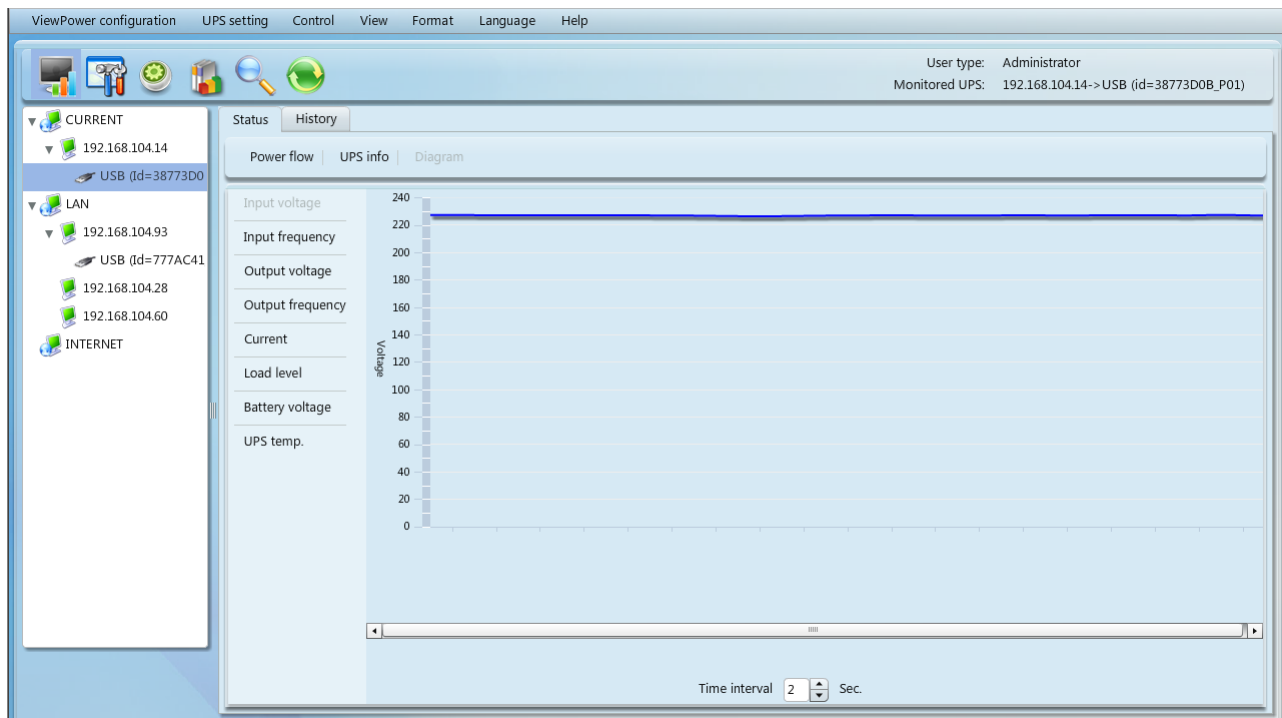 ViewPower configuration UPS setting Control View Format Language Help
User type: Administrator
Monitored UPS: 192.168.104.14->USB (id=38773D0B_P01)
CURRENT
192.168.104.14
USB (Id=38773D0
LAN
192.168.104.93
USB (Id=777AC41
192.168.104.28
192.168.104.60
INTERNET
Status History
Power flow UPS info Diagram
Input voltage
Input frequency
Output voltage
Output frequency
Current
Load level
Battery voltage
UPS temp.
Voltage
240
220
200
180
160
140
120
100
80
60
40
20
0
Time interval 2 Sec.